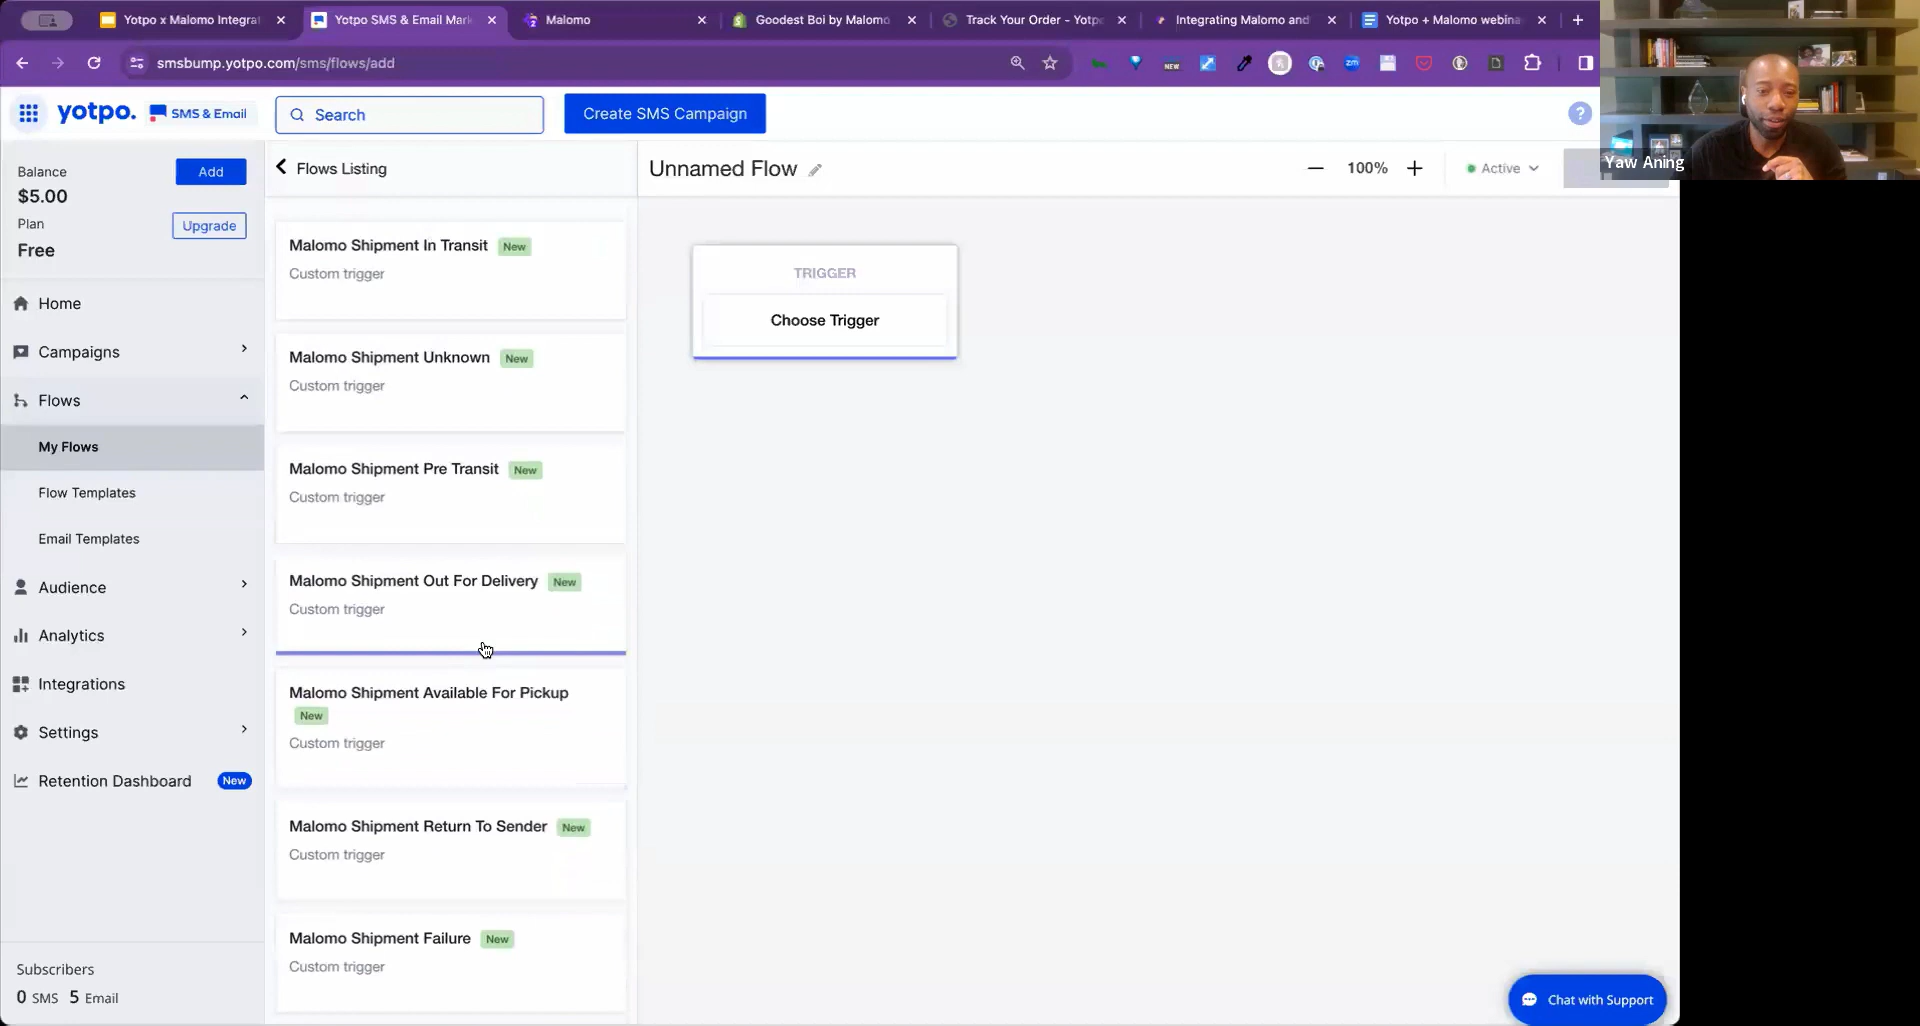 Yotpo x Malomo Integrat
Yotpo SMS & Email Mark
Malomo
Goodest Boi by Malomo
Track Your Order - Yotp
Integrating Malomo and
Yotpo + Malomo webina
smsbump.yotpo.com/sms/flows/add
NEW
zm
yotpo.
SMS & Email
Search
Create SMS Campaign
?
Yaw Aning
Balance
Add
$5.00
Plan
Upgrade
Free
Home
Campaigns
Flows
My Flows
Flow Templates
Email Templates
Audience
Analytics
Integrations
Settings
Retention Dashboard
New
Subscribers
0 SMS 5 Email
Flows Listing
Malomo Shipment In Transit New
Custom trigger
Malomo Shipment Unknown New
Custom trigger
Malomo Shipment Pre Transit New
Custom trigger
Malomo Shipment Out For Delivery New
Custom trigger
Malomo Shipment Available For Pickup
New
Custom trigger
Malomo Shipment Return To Sender New
Custom trigger
Malomo Shipment Failure New
Custom trigger
Unnamed Flow
100%
Active
TRIGGER
Choose Trigger
Chat with Support